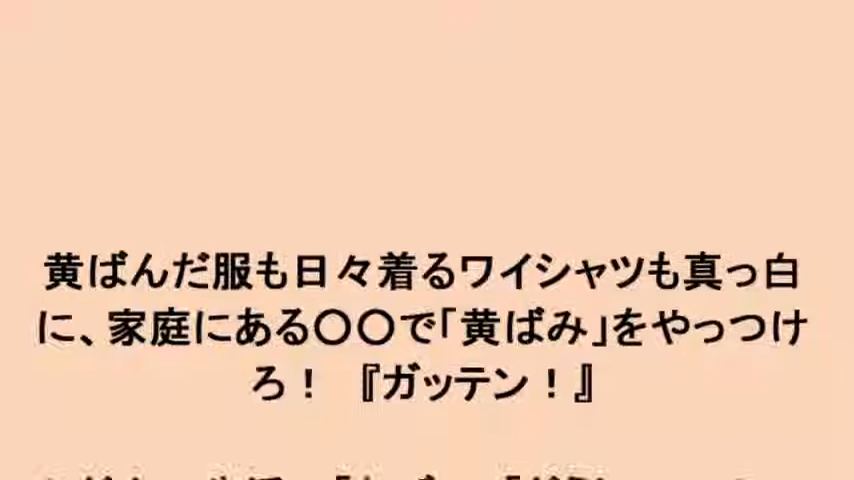 黄ばんだ服も日々着るワイシャツも真っ白
に、家庭にある〇〇で「黄ばみ」をやっつけ
ろ！ 『ガッテン！』